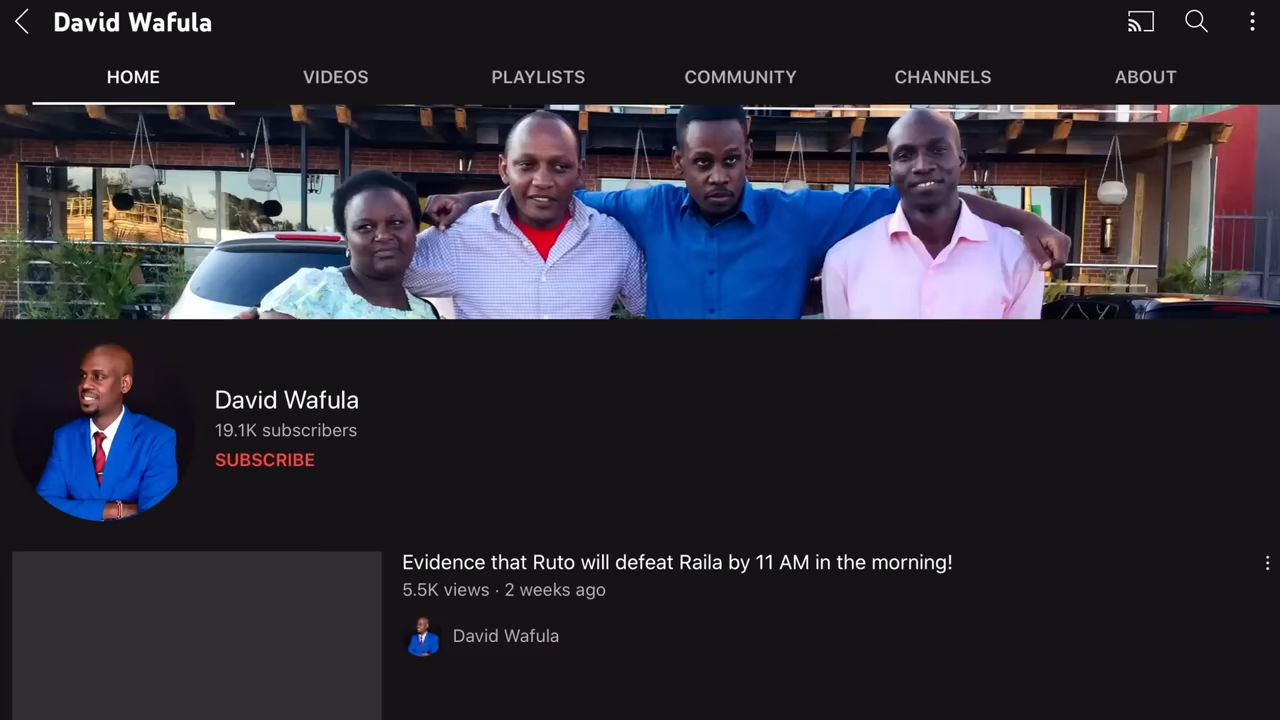 David Wafula
HOME
VIDEOS
PLAYLISTS
COMMUNITY
CHANNELS
ABOUT
David Wafula
19.1K subscribers
SUBSCRIBE
Evidence that Ruto will defeat Raila by 11 AM in the morning!
5.5K views · 2 weeks ago
David Wafula